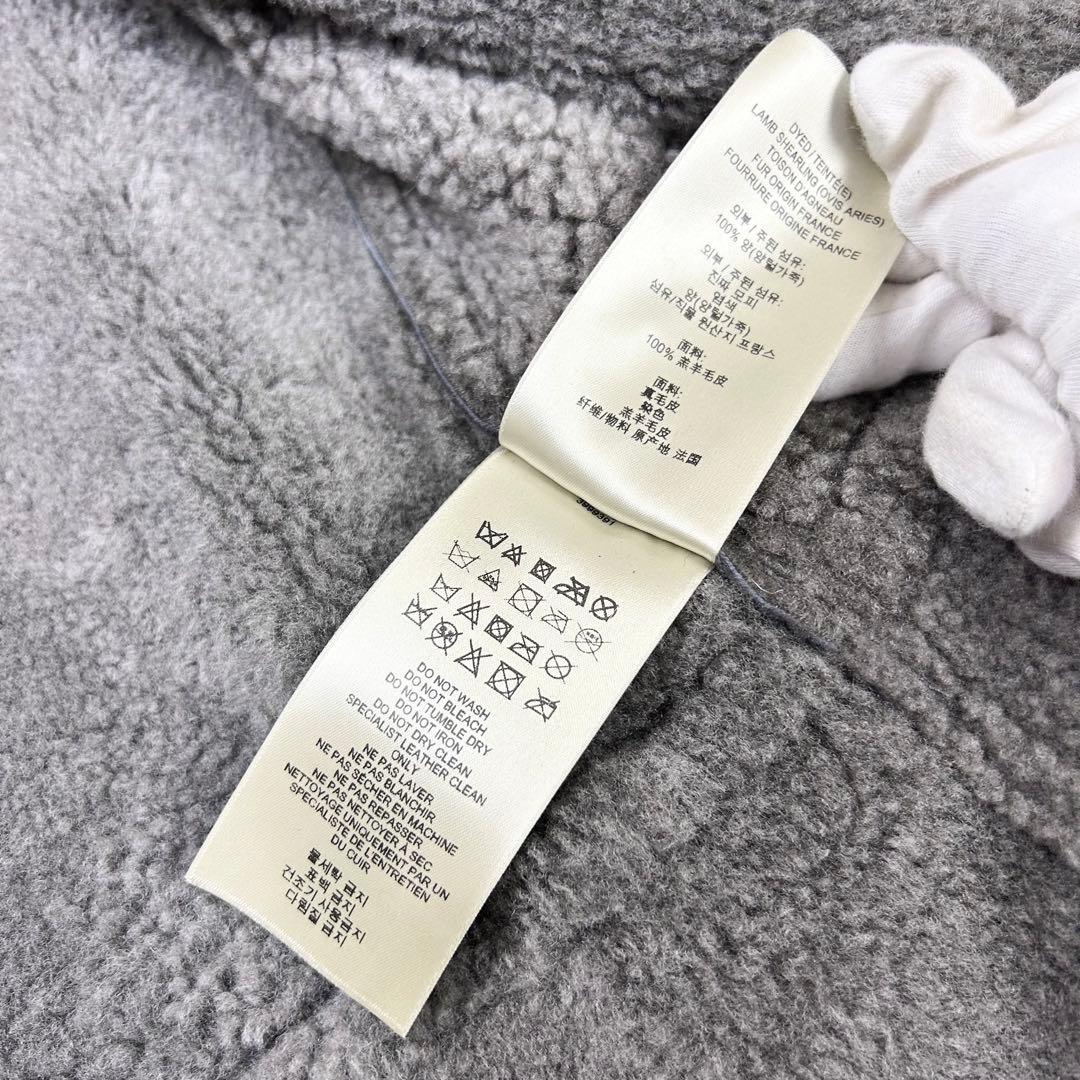 DYED / TEINTÉ(E)
LAMB SHEARLING (OVIS ARIES)
TOISON D'AGNEAU
FUR ORIGIN FRANCE
FOURRURE ORIGINE FRANCE
외부 / 주된 섬유:
100% 양(양털가죽)
외부 / 주된 섬유:
진짜 모피
염색
양(양털가죽)
섬유/직물 원산지 프랑스
面料:
100% 羔羊毛皮
面料:
真毛皮
染色
羔羊毛皮
纤维/物料 原产地 法国
DO NOT WASH
DO NOT BLEACH
DO NOT TUMBLE DRY
DO NOT IRON
DO NOT DRY CLEAN
SPECIALIST LEATHER CLEAN
ONLY
NE PAS LAVER
NE PAS BLANCHIR
NE PAS SÉCHER EN MACHINE
NE PAS REPASSER
NE PAS NETTOYER À SEC
NETTOYAGE UNIQUEMENT PAR UN
SPÉCIALISTE DE L'ENTRETIEN
DU CUIR
물세탁 금지
표백 금지
건조기 사용금지
다림질 금지